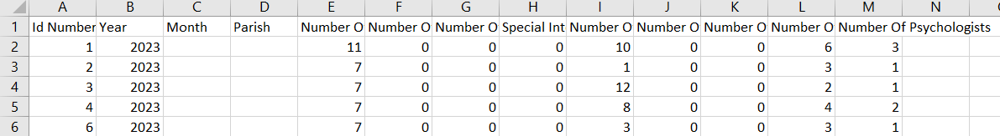 A B C D E F G H I J K L M N
1 Id Number Year Month Parish Number O Number O Number O Special Int Number O Number O Number O Number O Number Of Psychologists
2 1 2023 11 0 0 0 10 0 0 6 3
3 2 2023 7 0 0 0 1 0 0 3 1
4 3 2023 7 0 0 0 12 0 0 2 1
5 4 2023 7 0 0 0 8 0 0 4 2
6 6 2023 7 0 0 0 3 0 0 3 1